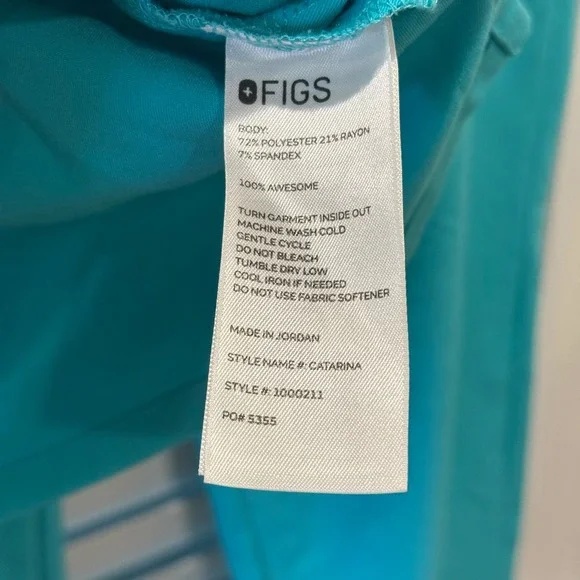 FIGS
BODY:
72% POLYESTER 21% RAYON
7% SPANDEX
100% AWESOME
TURN GARMENT INSIDE OUT
MACHINE WASH COLD
GENTLE CYCLE
DO NOT BLEACH
TUMBLE DRY LOW
COOL IRON IF NEEDED
DO NOT USE FABRIC SOFTENER
MADE IN JORDAN
STYLE NAME #: CATARINA
STYLE #: 1000211
PO# 5355